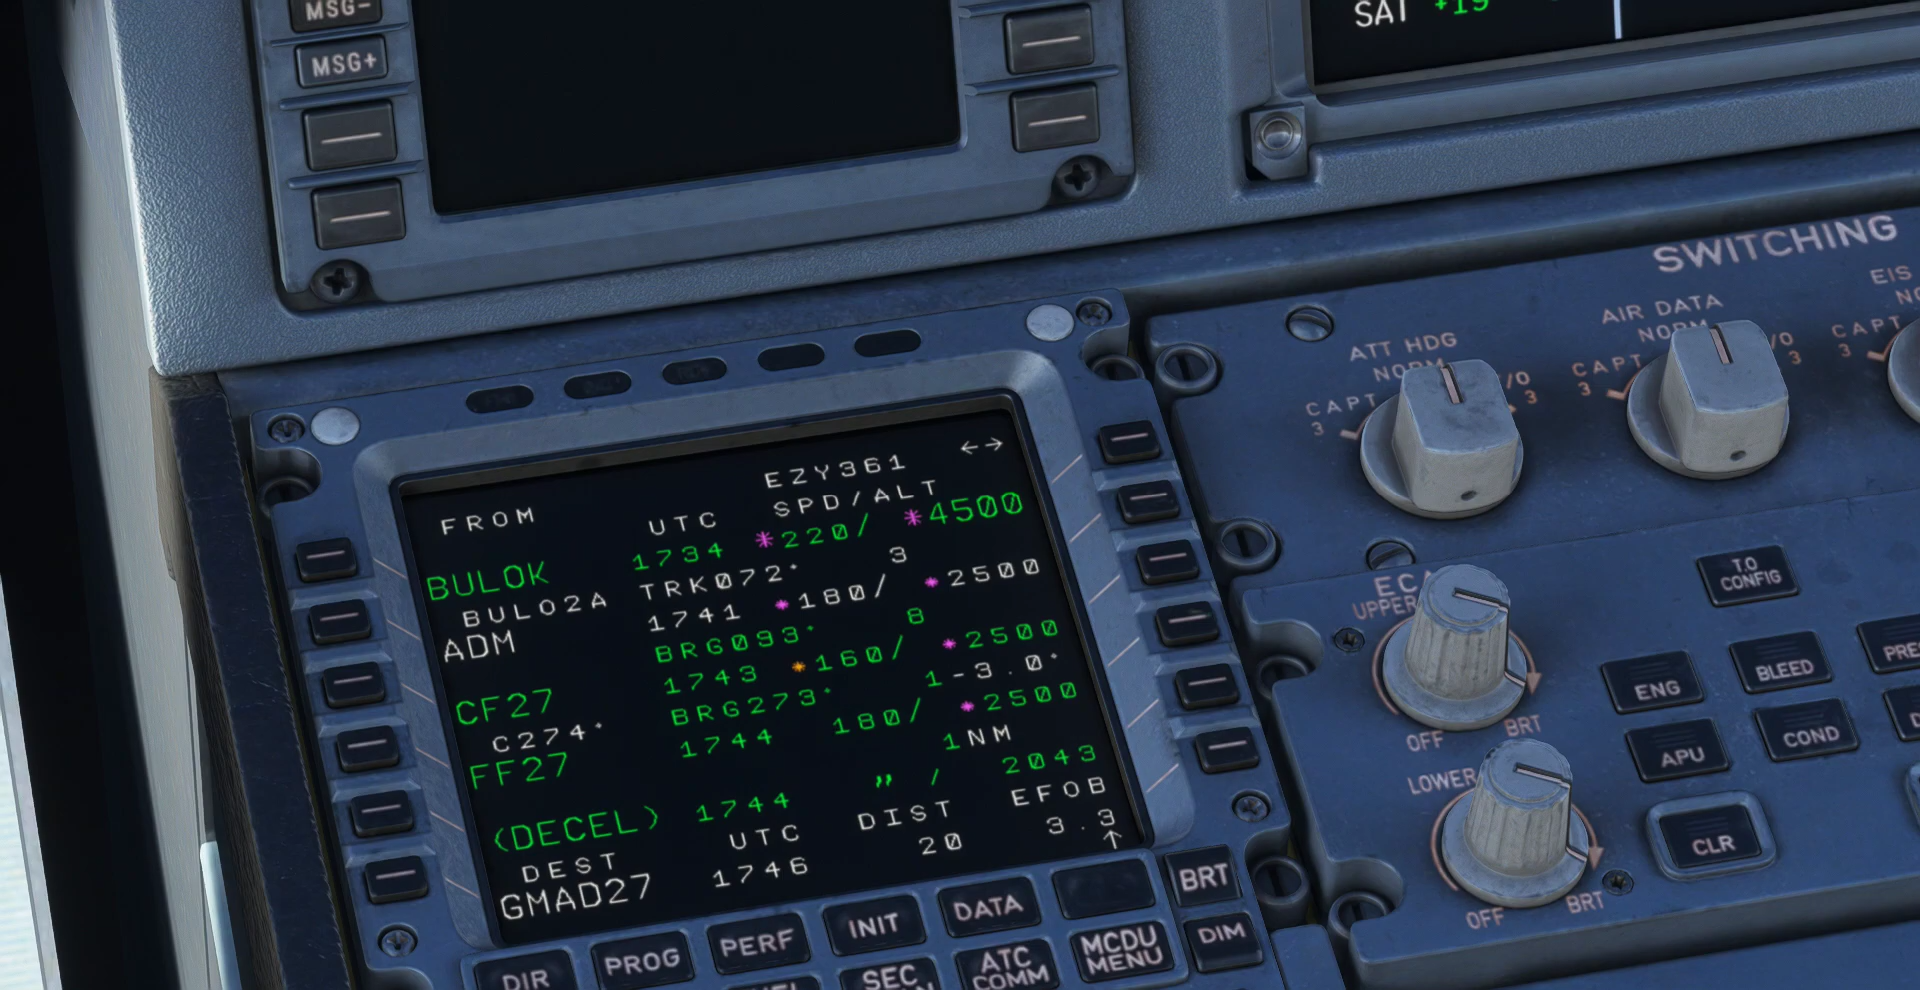 MSG-
MSG+
SAT +19
SWITCHING
ATT HDG
NORM
CAPT
3
/O
3
AIR DATA
NORM
CAPT
3
/O
3
EIS
CAPT
3
EZY361 ←→
FROM UTC SPD/ALT
BULOK 1734 *220/ *4500
BULO2A TRK072° 3
ADM 1741 *180/ *2500
BRG093° 8
CF27 1743 *160/ *2500
C274° BRG273° 1-3.0°
FF27 1744 180/ *2500
1NM
(DECEL) 1744 " / 2043
DEST UTC DIST EFOB
GMAD27 1746 20 3.3
↑
DIR
PROG
PERF
INIT
DATA
BRT
SEC
ATC
COMM
MCDU
MENU
DIM
UPPER
OFF
BRT
LOWER
OFF
BRT
T.O
CONFIG
ENG
BLEED
APU
COND
CLR